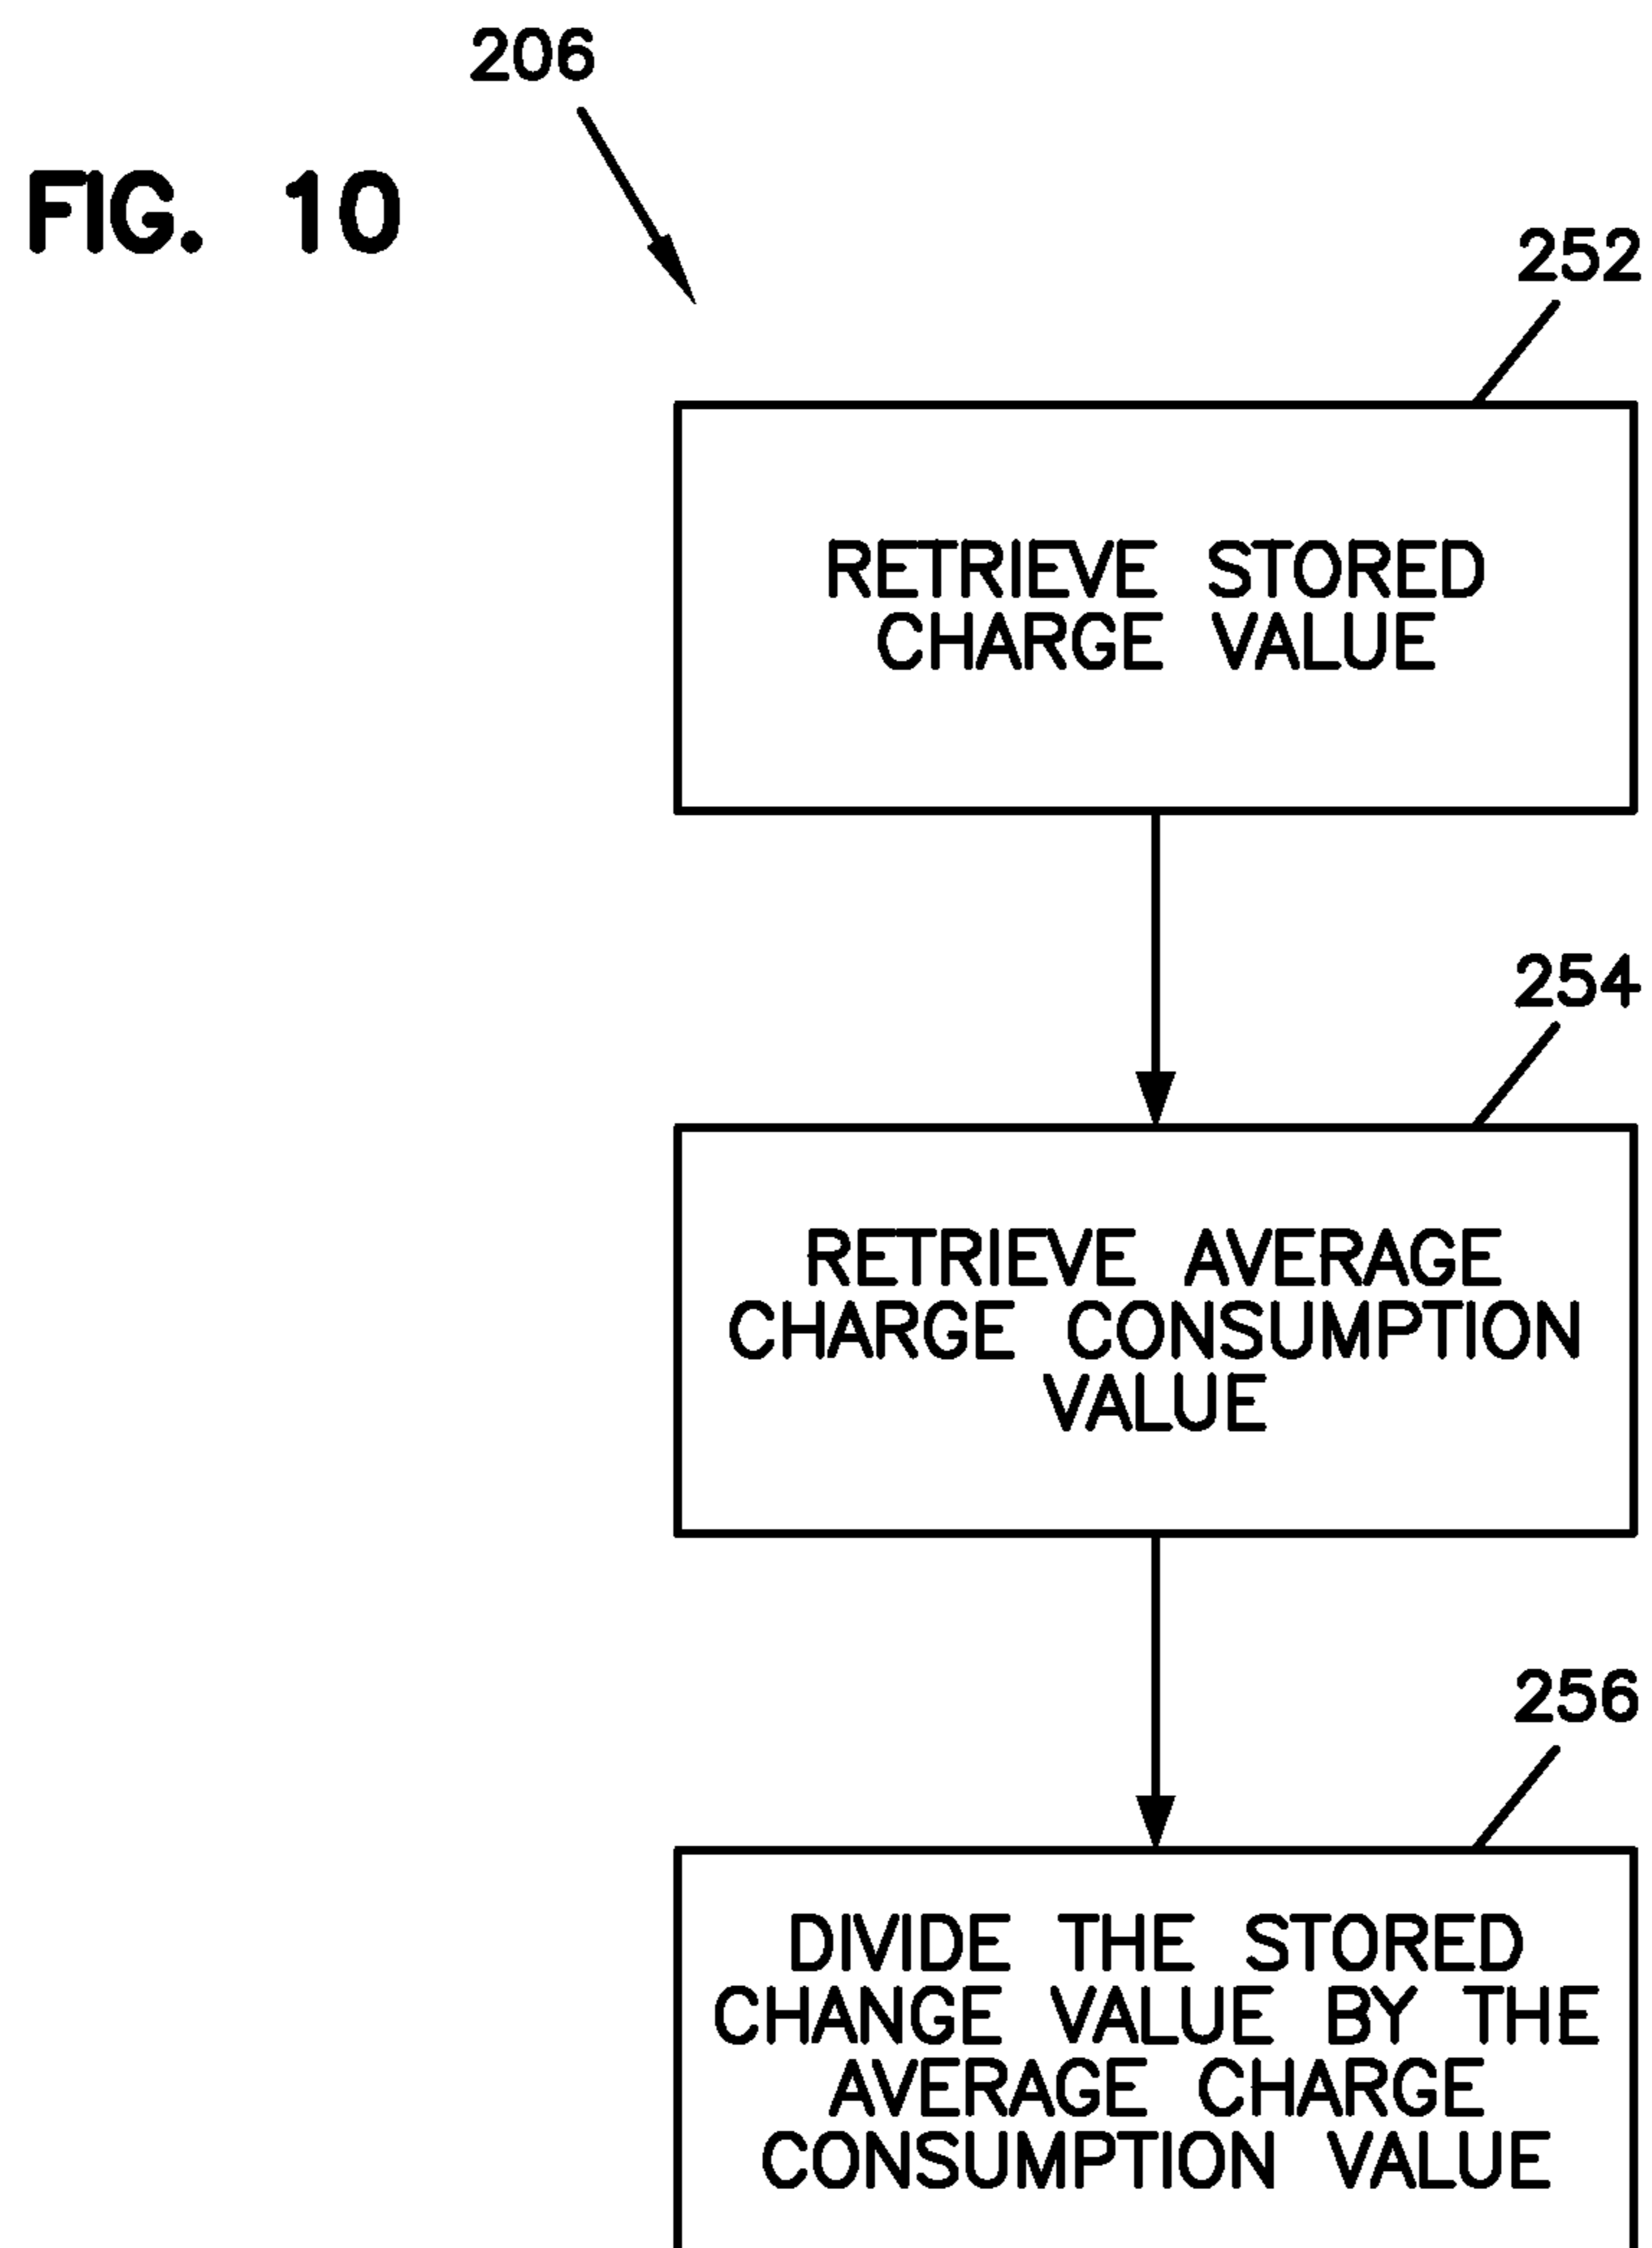 206
FIG. 10
252
RETRIEVE STORED
CHARGE VALUE
254
RETRIEVE AVERAGE
CHARGE CONSUMPTION
VALUE
256
DIVIDE THE STORED
CHANGE VALUE BY THE
AVERAGE CHARGE
CONSUMPTION VALUE